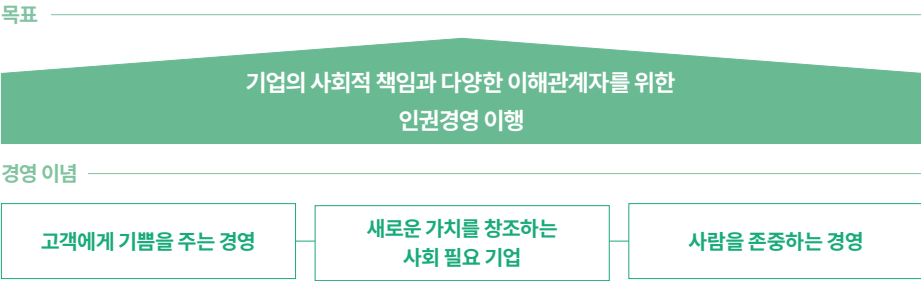 목표
기업의 사회적 책임과 다양한 이해관계자를 위한
인권경영 이행
경영 이념
고객에게 기쁨을 주는 경영
새로운 가치를 창조하는
사회 필요 기업
사람을 존중하는 경영